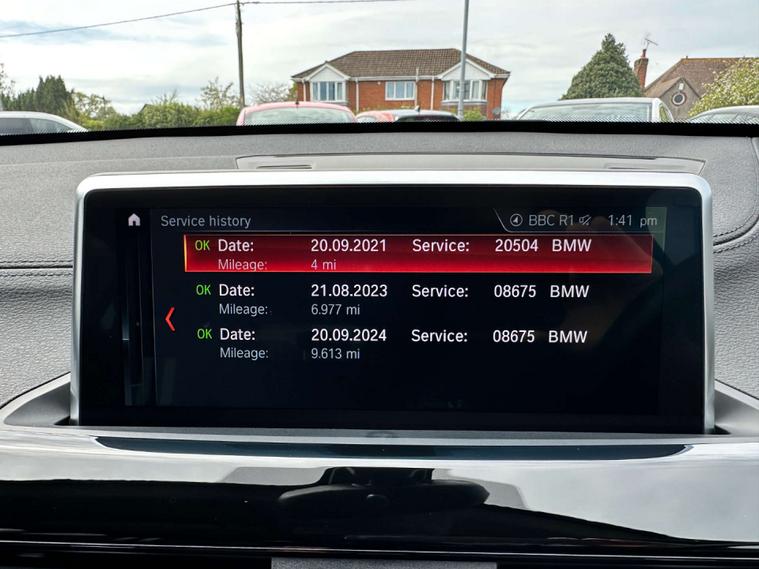 Service history BBC R1 1:41 pm
OK Date: 20.09.2021 Service: 20504 BMW
Mileage: 4 mi
OK Date: 21.08.2023 Service: 08675 BMW
Mileage: 6.977 mi
OK Date: 20.09.2024 Service: 08675 BMW
Mileage: 9.613 mi